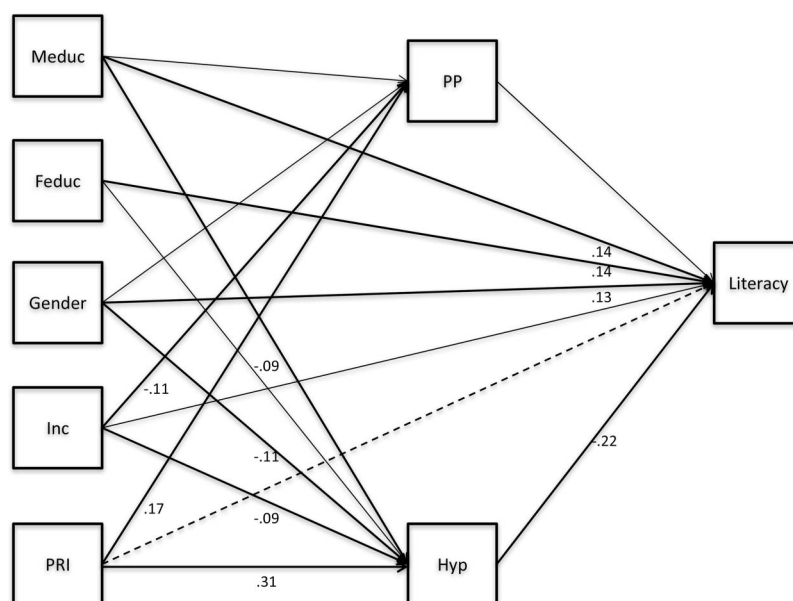 Meduc
PP
Feduc
.14
.14
Gender
Literacy
.13
-.09
-.11
Inc
-.22
-.11
.17
-.09
PRI
Hyp
.31